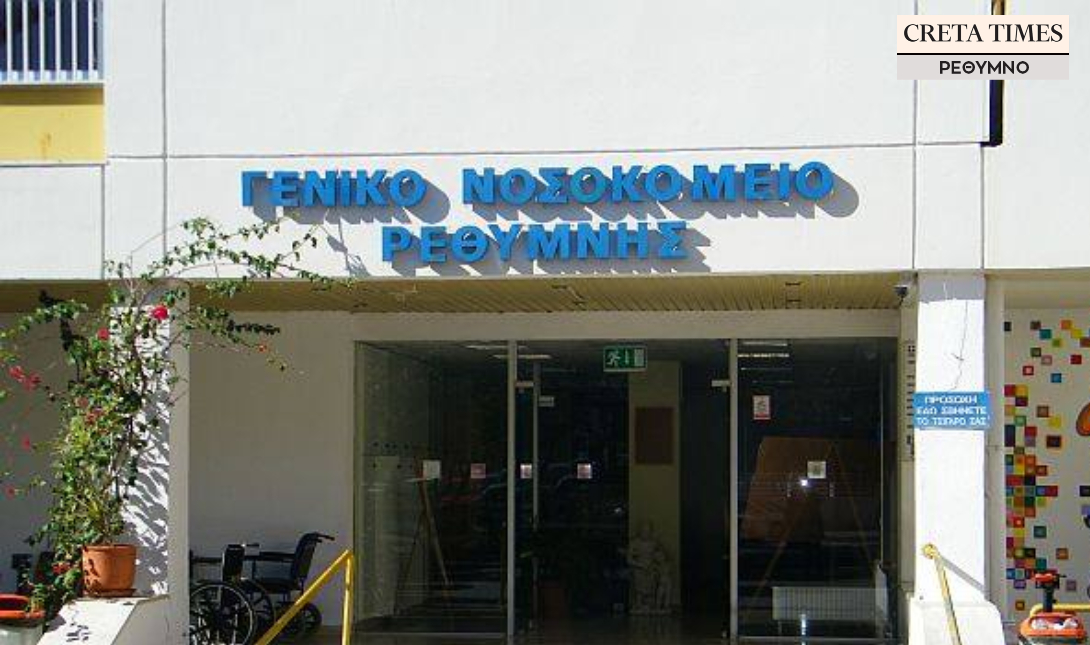 CRETA TIMES
ΡΕΘΥΜΝΟ
ΓΕΝΙΚΟ ΝΟΣΟΚΟΜΕΙΟ
ΡΕΘΥΜΝΗΣ
ΠΡΟΣΟΧΗ
ΕΔΩ ΣΒΗΝΕΤΕ
ΤΟ ΤΣΙΓΑΡΟ ΣΑΣ